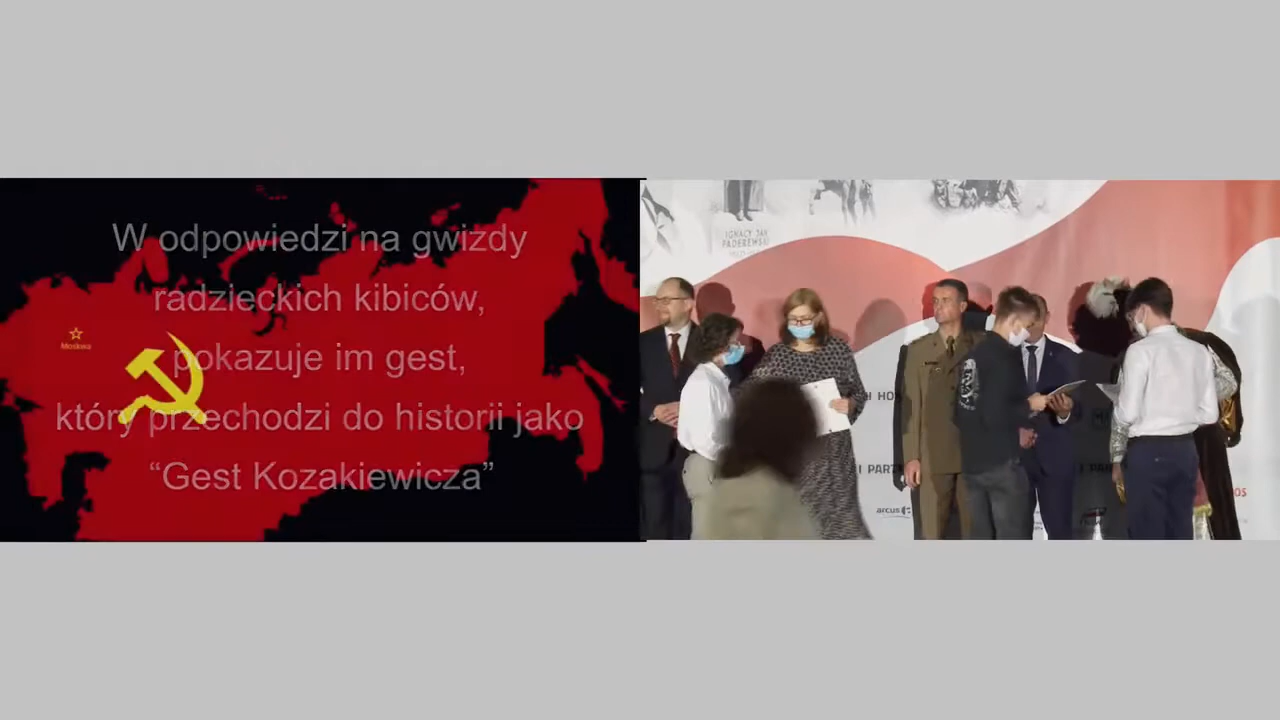 W odpowiedzi na gwizdy
radzieckich kibiców,
pokazuje im gest,
który przechodzi do historii jako
“Gest Kozakiewicza”
Moskwa
IGNACY JAN
PADEREWSKI
arcus